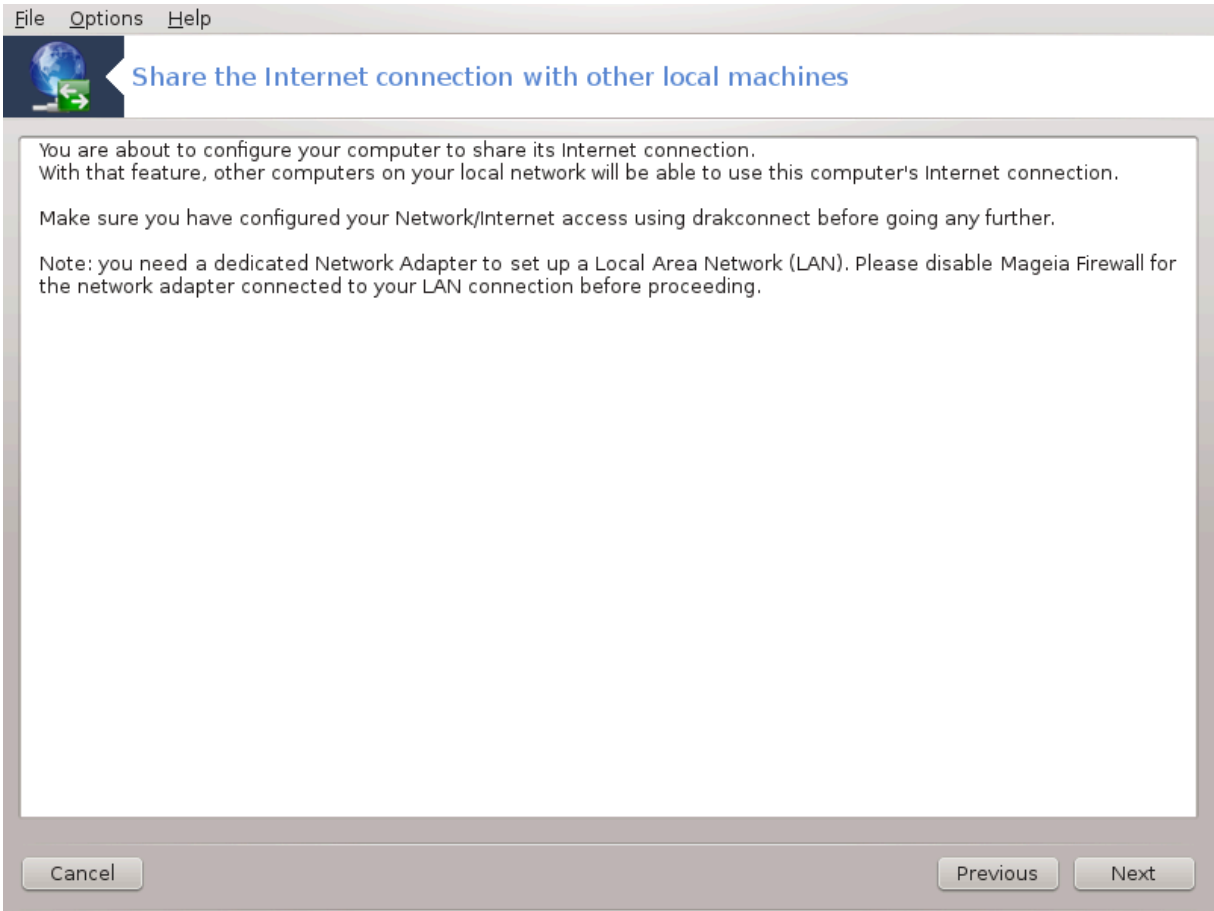 File Options Help
Share the Internet connection with other local machines
You are about to configure your computer to share its Internet connection.
With that feature, other computers on your local network will be able to use this computer's Internet connection.
Make sure you have configured your Network/Internet access using drakconnect before going any further.
Note: you need a dedicated Network Adapter to set up a Local Area Network (LAN). Please disable Mageia Firewall for
the network adapter connected to your LAN connection before proceeding.
Cancel Previous Next